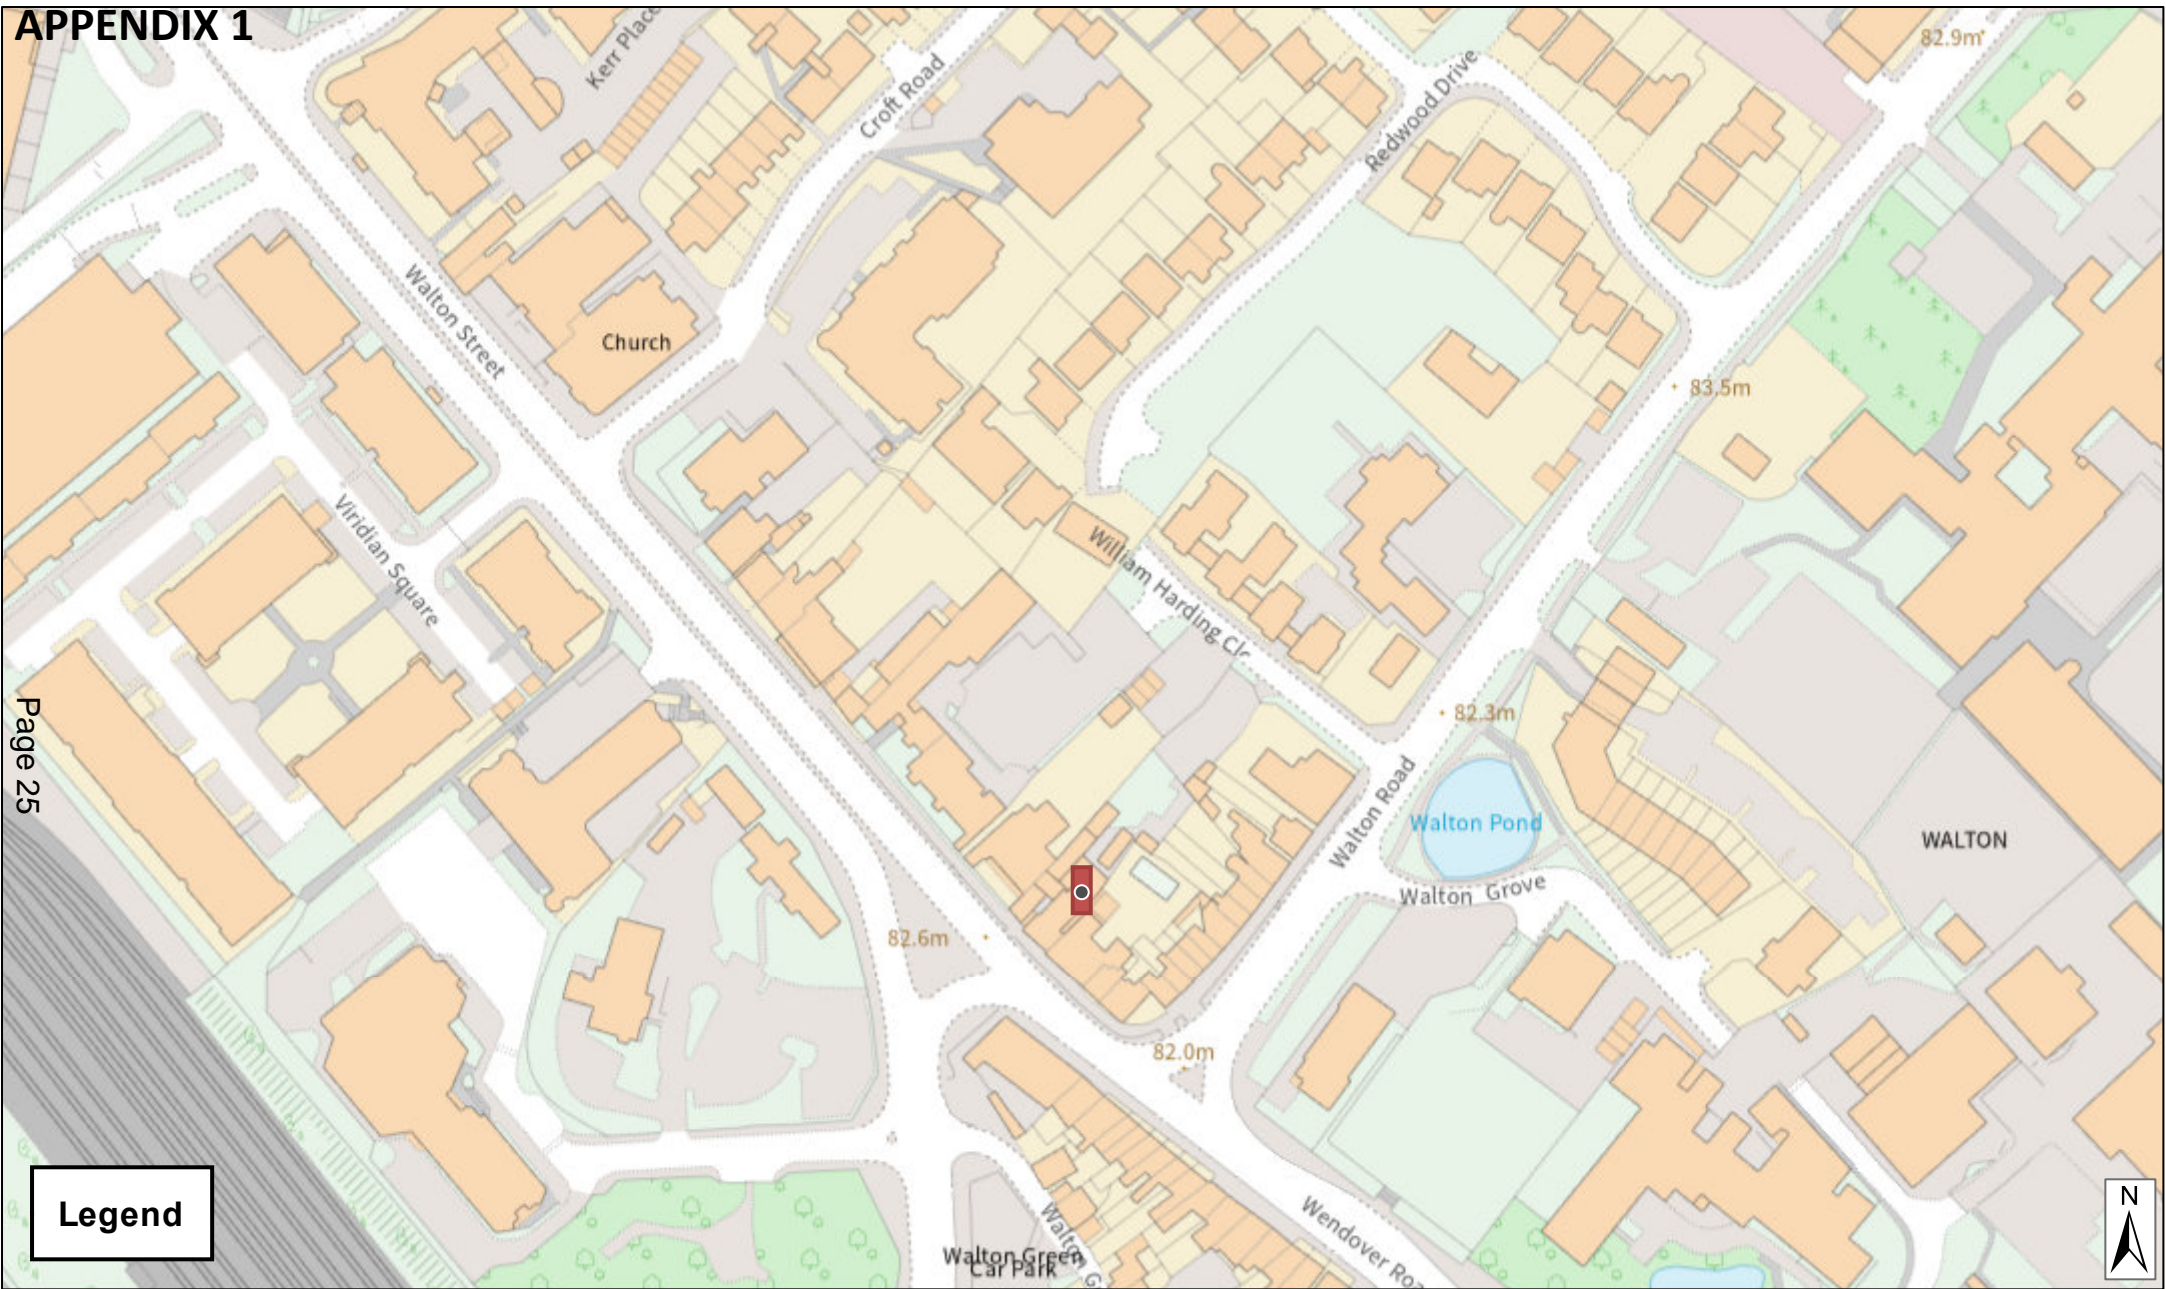 APPENDIX 1
82.9m
Kerr Place
Croft Road
Redwood Drive
Walton Street
Church
83.5m
Viridian Square
William Harding Clo
82.3m
Page 25
Walton Road
Walton Pond
WALTON
Walton Grove
82.6m
82.0m
Legend
N
Wendover Roa
Walton Green
Car Park
Walton G